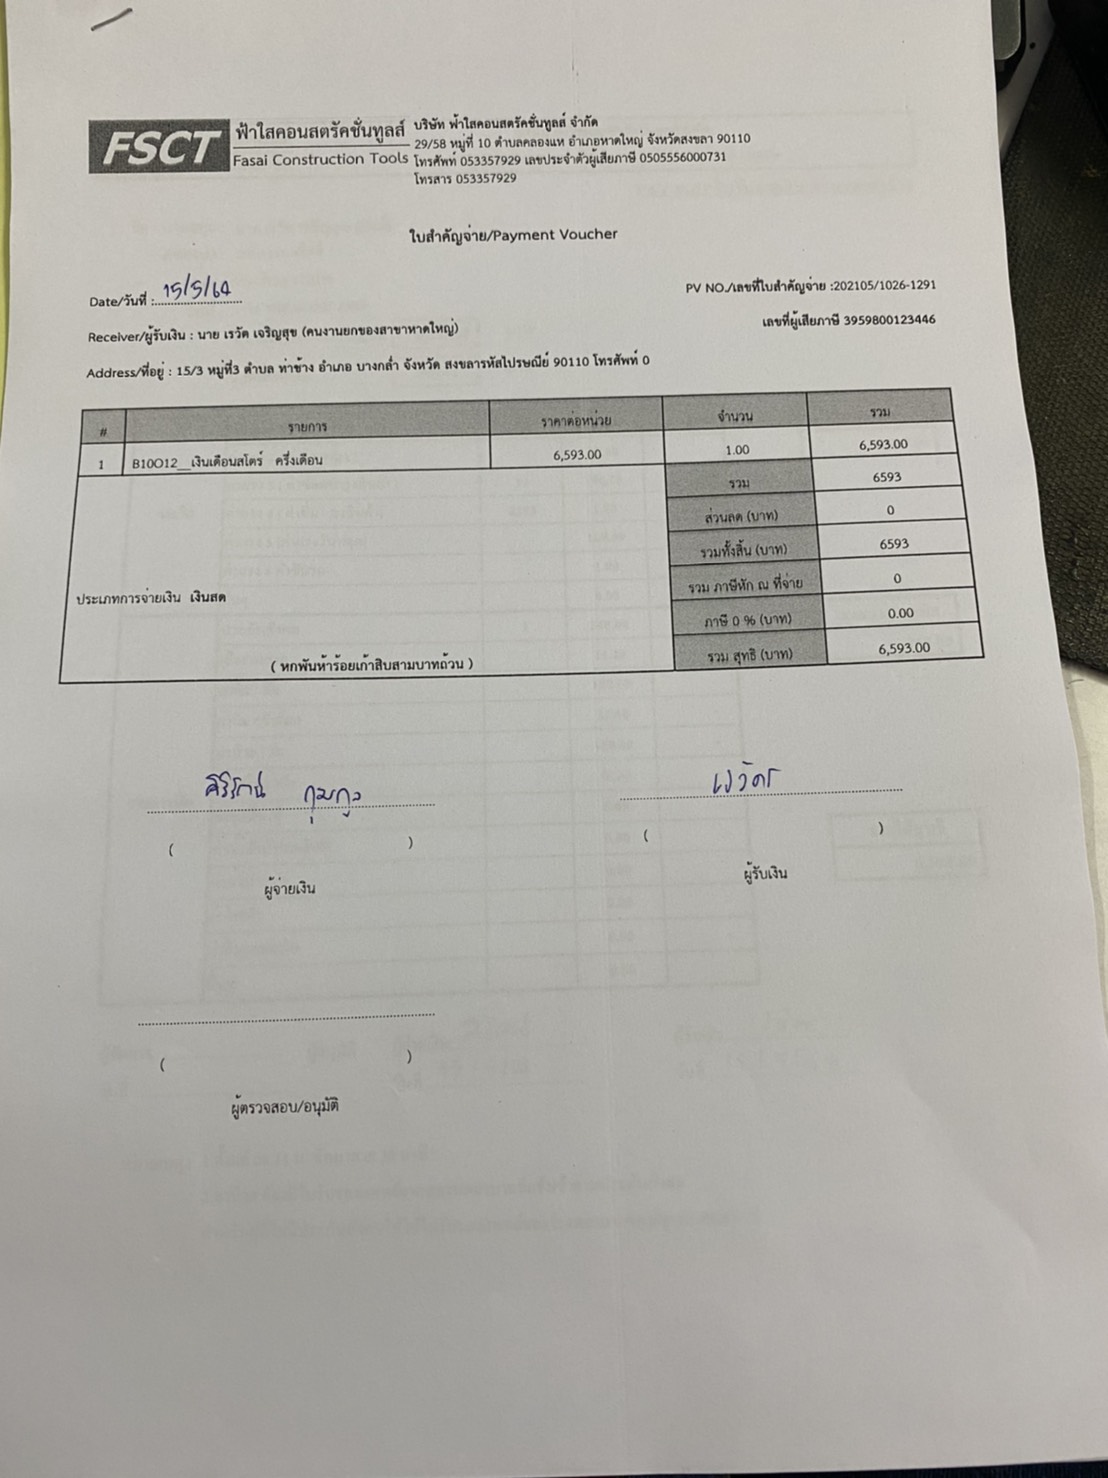 FSCT
ฟ้าใสคอนสตรัคชั่นทูลส์
Fasai Construction Tools
บริษัท ฟ้าใสคอนสตรัคชั่นทูลส์ จำกัด
29/58 หมู่ที่ 10 ตำบลคลองแห อำเภอหาดใหญ่ จังหวัดสงขลา 90110
โทรศัพท์ 053357929 เลขประจำตัวผู้เสียภาษี 0505556000731
โทรสาร 053357929
ใบสำคัญจ่าย/Payment Voucher
Date/วันที่ : 15/5/64
PV NO./เลขที่ใบสำคัญจ่าย :202105/1026-1291
Receiver/ผู้รับเงิน : นาย เรวัด เจริญสุข (คนงานยกของสาขาหาดใหญ่)
เลขที่ผู้เสียภาษี 3959800123446
Address/ที่อยู่ : 15/3 หมู่ที่3 ตำบล ท่าช้าง อำเภอ บางกล่ำ จังหวัด สงขลารหัสไปรษณีย์ 90110 โทรศัพท์ 0
# รายการ ราคาต่อหน่วย จำนวน รวม
1 B10O12__เงินเดือนสโตร์ ครึ่งเดือน 6,593.00 1.00 6,593.00
รวม 6593
ส่วนลด (บาท) 0
รวมทั้งสิ้น (บาท) 6593
รวม ภาษีหัก ณ ที่จ่าย 0
ประเภทการจ่ายเงิน เงินสด
ภาษี 0 % (บาท) 0.00
( หกพันห้าร้อยเก้าสิบสามบาทถ้วน ) รวม สุทธิ (บาท) 6,593.00
( ) ( )
ผู้จ่ายเงิน ผู้รับเงิน
( )
ผู้ตรวจสอบ/อนุมัติ